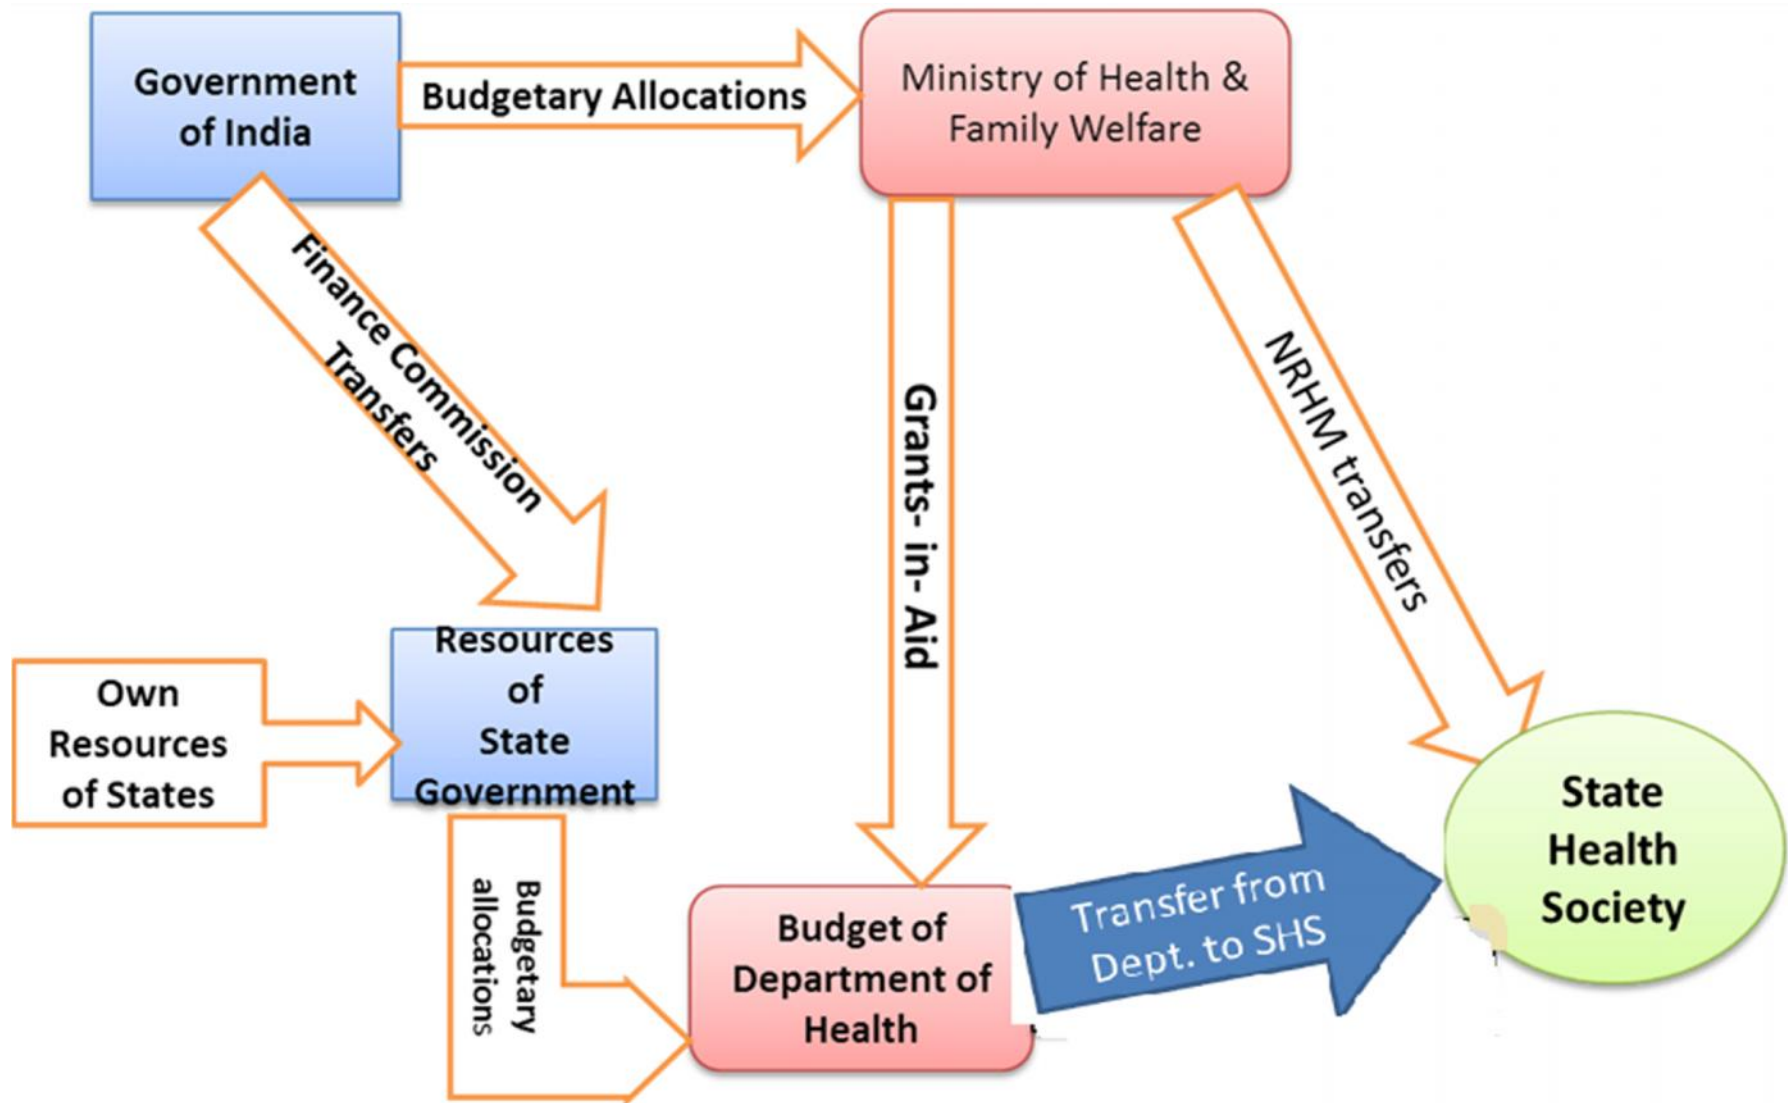 Government
of India
Budgetary Allocations
Ministry of Health &
Family Welfare
Finance Commission
Transfers
Grants- in- Aid
NRHM transfers
Own
Resources
of States
Resources
of
State
Government
Budgetary
allocations
Budget of
Department of
Health
Transfer from
Dept. to SHS
State
Health
Society